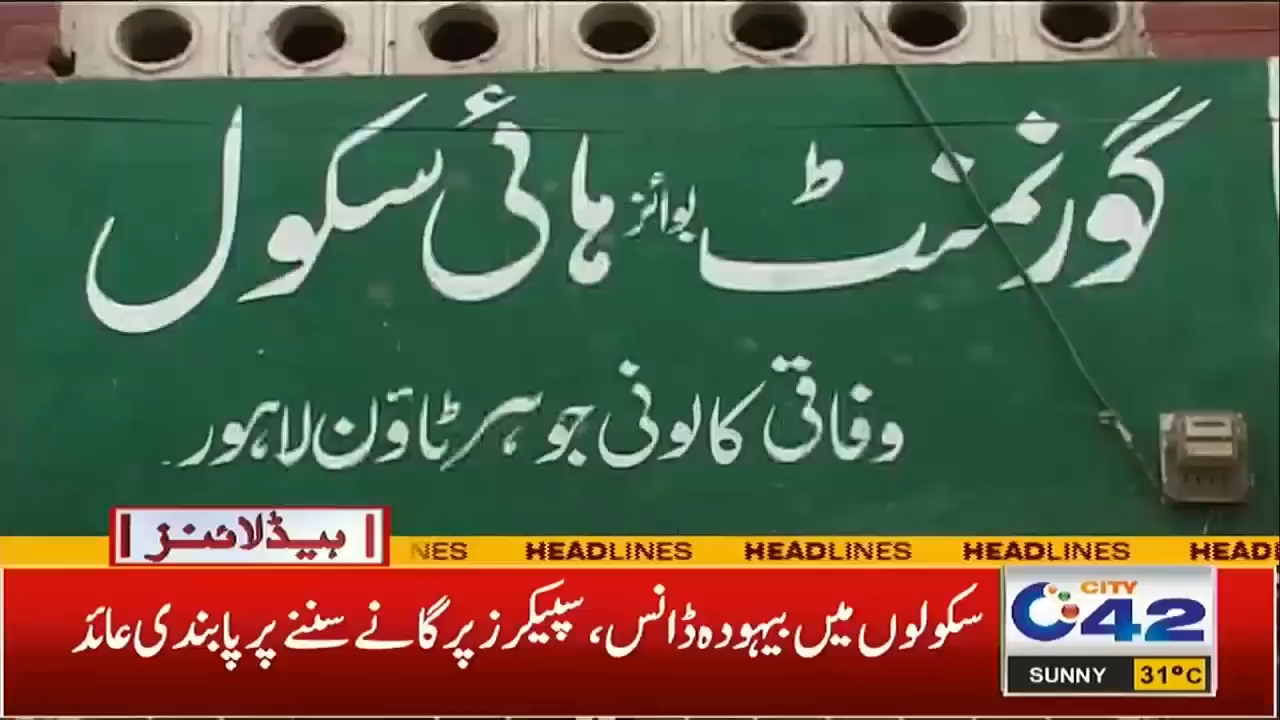 گورنمنٹ بوائز ہائی سکول
وفاقی کالونی جوہر ٹاؤن لاہور
ہیڈلائنز
NES HEADLINES HEADLINES HEADLINES HEAD
سکولوں میں بیہودہ ڈانس، سپیکرز پر گانے سننے پر پابندی عائد
CITY
42
SUNNY 31°C